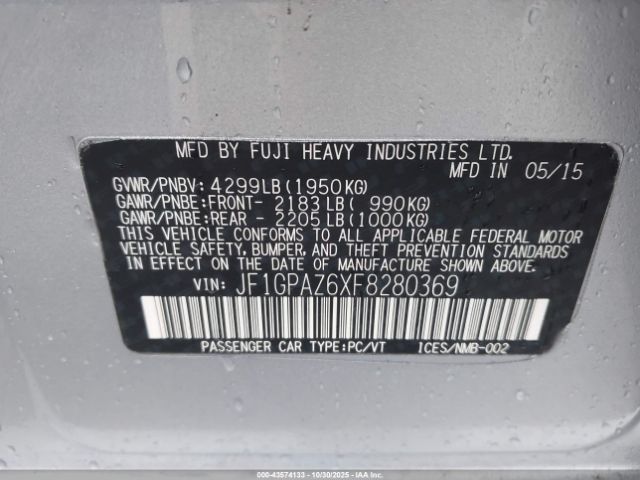 MFD BY FUJI HEAVY INDUSTRIES LTD.
MFD IN 05/15
GVWR/PNBV: 4299LB(1950KG)
GAWR/PNBE:FRONT- 2183LB( 990KG)
GAWR/PNBE:REAR - 2205LB(1000KG)
THIS VEHICLE CONFORMS TO ALL APPLICABLE FEDERAL MOTOR
VEHICLE SAFETY, BUMPER, AND THEFT PREVENTION STANDARDS
IN EFFECT ON THE DATE OF MANUFACTURE SHOWN ABOVE.
VIN: JF1GPAZ6XF8280369
PASSENGER CAR TYPE:PC/VT ICES/NMB-002
000-43574133 - 10/30/2025 - IAAI.COM